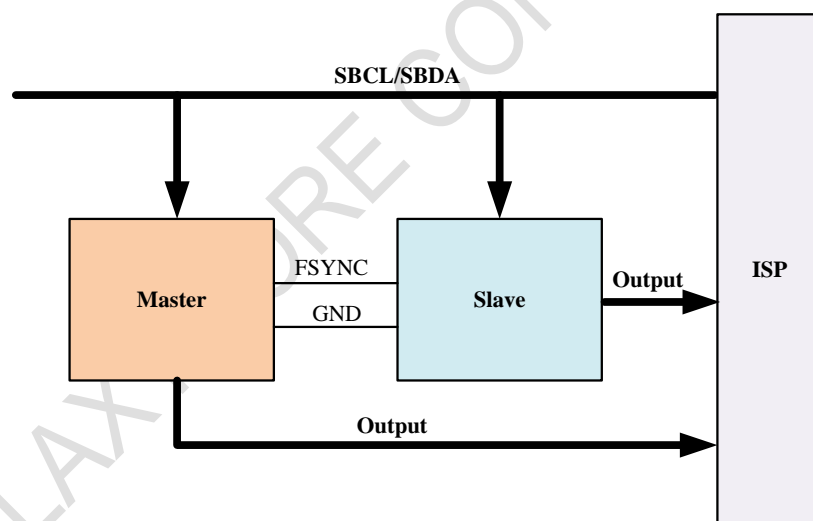 SBCL/SBDA
FSYNC
Master
GND
Slave
Output
ISP
Output